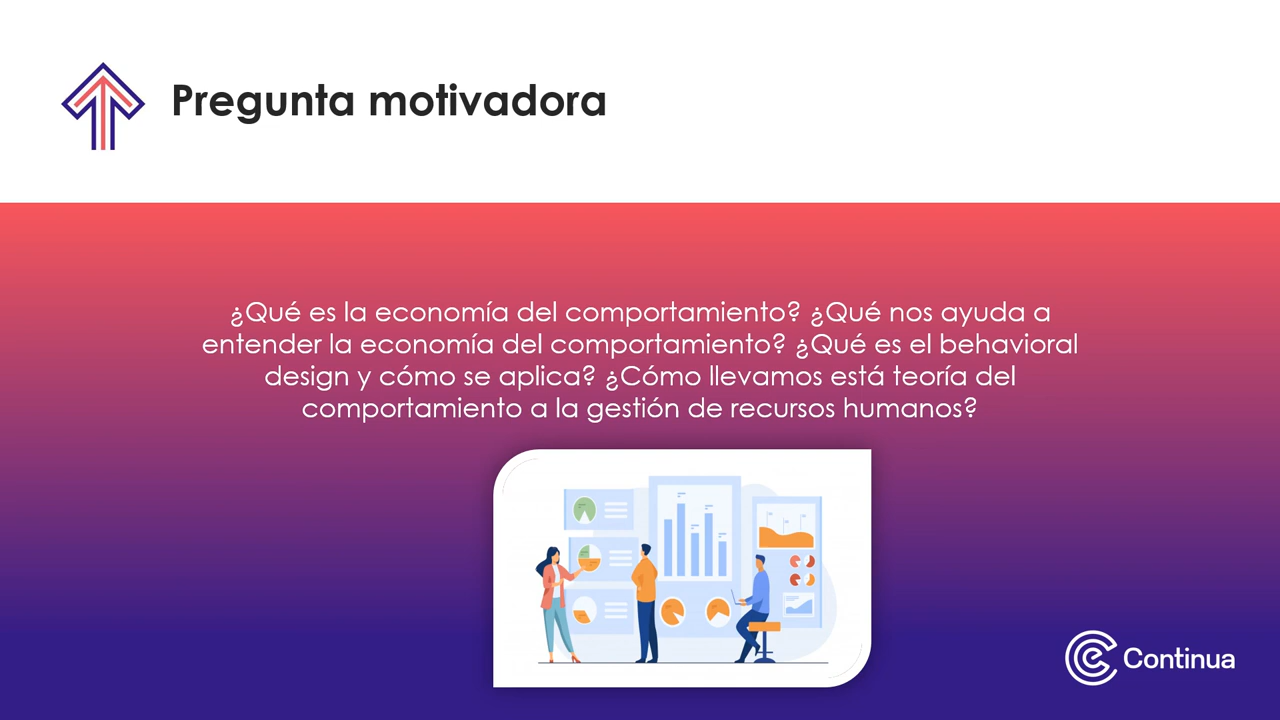 Pregunta motivadora
¿Qué es la economía del comportamiento? ¿Qué nos ayuda a
entender la economía del comportamiento? ¿Qué es el behavioral
design y cómo se aplica? ¿Cómo llevamos está teoría del
comportamiento a la gestión de recursos humanos?
Continua